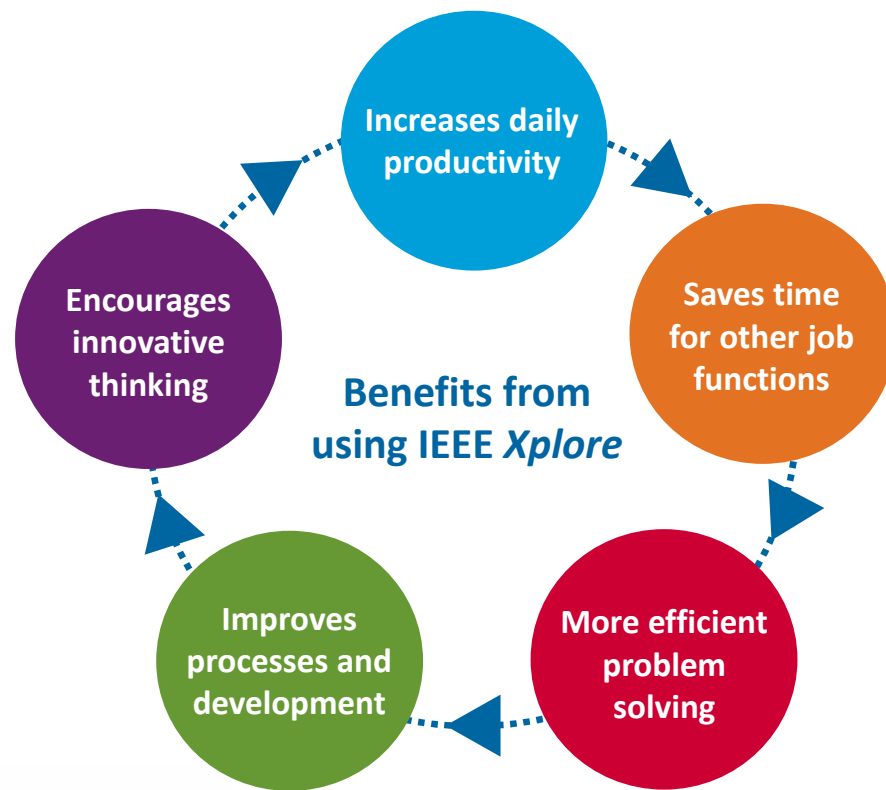 Increases daily
productivity
Saves time
for other job
functions
More efficient
problem
solving
Improves
processes and
development
Encourages
innovative
thinking
Benefits from
using IEEE Xplore